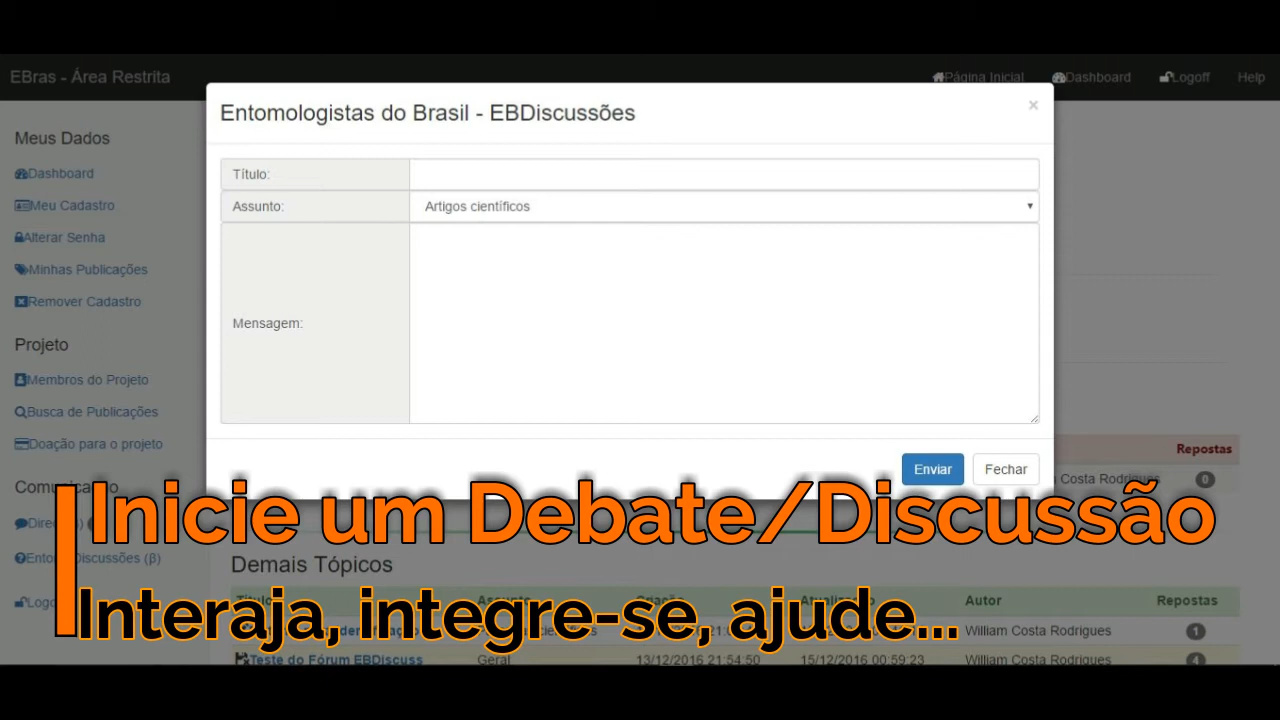 EBras - Área Restrita
Página Inicial
Dashboard
Logoff
Help
Entomologistas do Brasil - EBDiscussões
×
Título:
Assunto:
Artigos científicos
Mensagem:
Enviar
Fechar
Meus Dados
Dashboard
Meu Cadastro
Alterar Senha
Minhas Publicações
Remover Cadastro
Projeto
Membros do Projeto
Busca de Publicações
Doação para o projeto
Repostas
Costa Rodrigues
0
Inicie um Debate/Discussão
Discussões (β)
Demais Tópicos
Interaja, integre-se, ajude...
Autor
Repostas
William Costa Rodrigues
1
Teste do Fórum EBDiscuss
Geral
13/12/2016 21:54:50
15/12/2016 00:59:23
William Costa Rodrigues
4